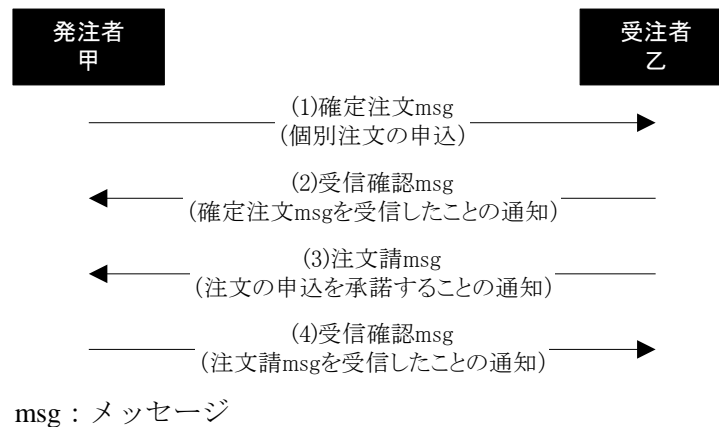 発注者
甲
受注者
乙
(1)確定注文msg
(個別注文の申込)
(2)受信確認msg
(確定注文msgを受信したことの通知)
(3)注文請msg
(注文の申込を承諾することの通知)
(4)受信確認msg
(注文請msgを受信したことの通知)
msg：メッセージ